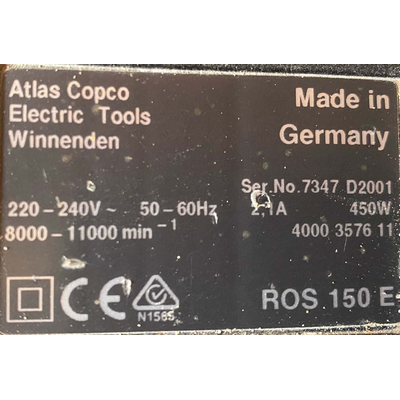 Atlas Copco
Electric Tools
Winnenden
Made in
Germany
Ser.No.7347 D2001
220-240V~ 50-60Hz 2.1A 450W
8000-11000 min⁻¹ 4000 3576 11
CE N1565 ROS 150 E